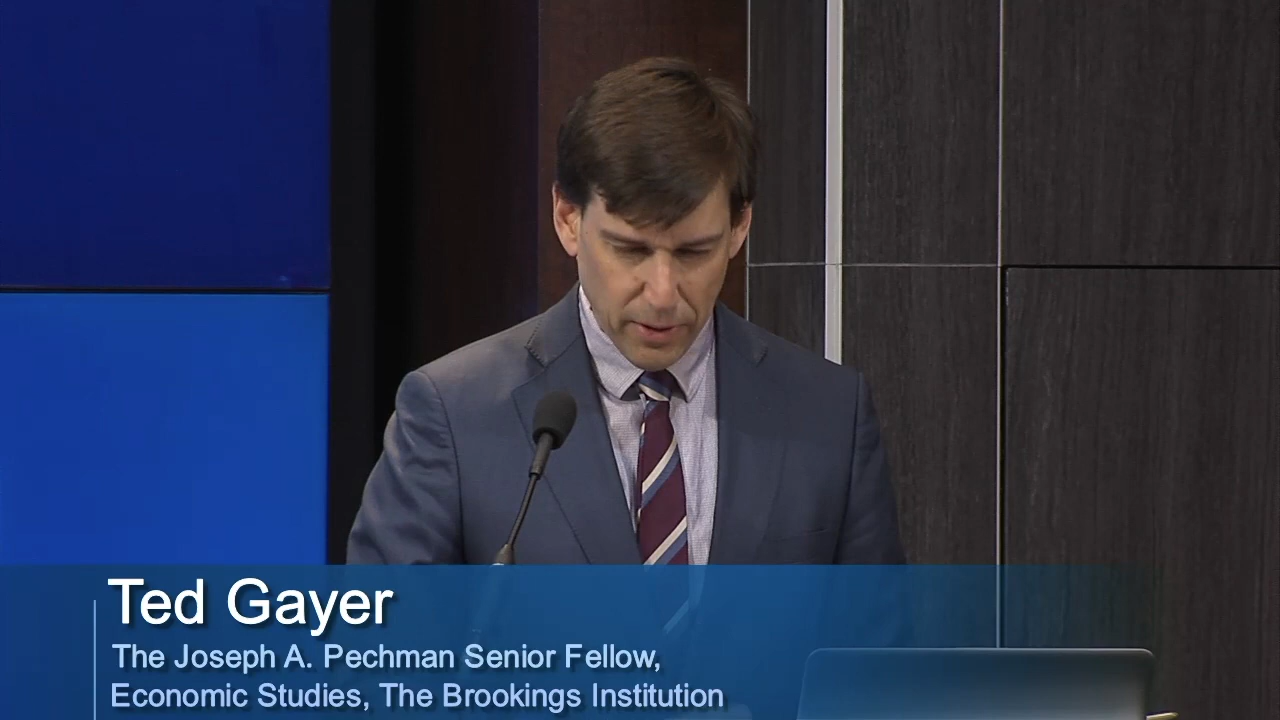 Ted Gayer
The Joseph A. Pechman Senior Fellow,
Economic Studies, The Brookings Institution